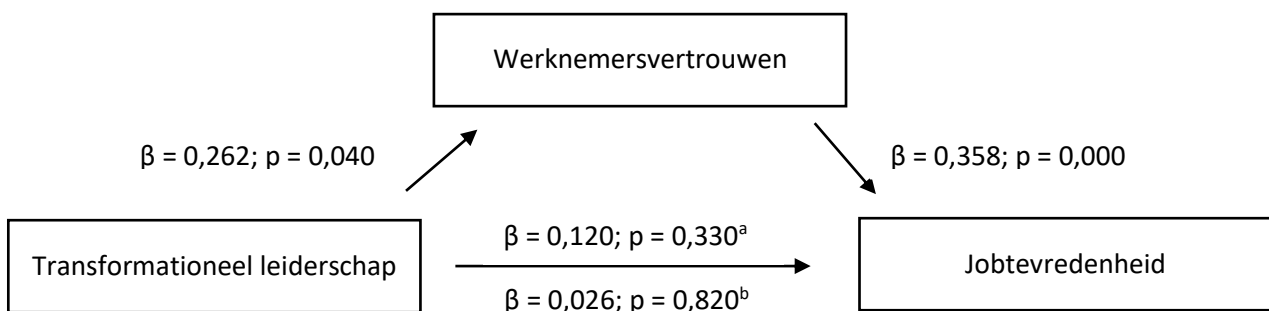 Werknemersvertrouwen
β = 0,262; p = 0,040
β = 0,358; p = 0,000
Transformationeel leiderschap
β = 0,120; p = 0,330ᵃ
β = 0,026; p = 0,820ᵇ
Jobtevredenheid